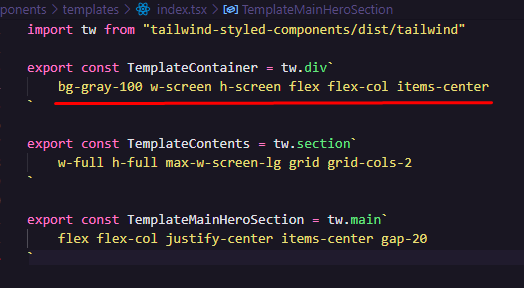 ponents > templates > index.tsx > TemplateMainHeroSection
import tw from "tailwind-styled-components/dist/tailwind"
export const TemplateContainer = tw.div`
bg-gray-100 w-screen h-screen flex flex-col items-center
`
export const TemplateContents = tw.section`
w-full h-full max-w-screen-lg grid grid-cols-2
`
export const TemplateMainHeroSection = tw.main`
flex flex-col justify-center items-center gap-20
`